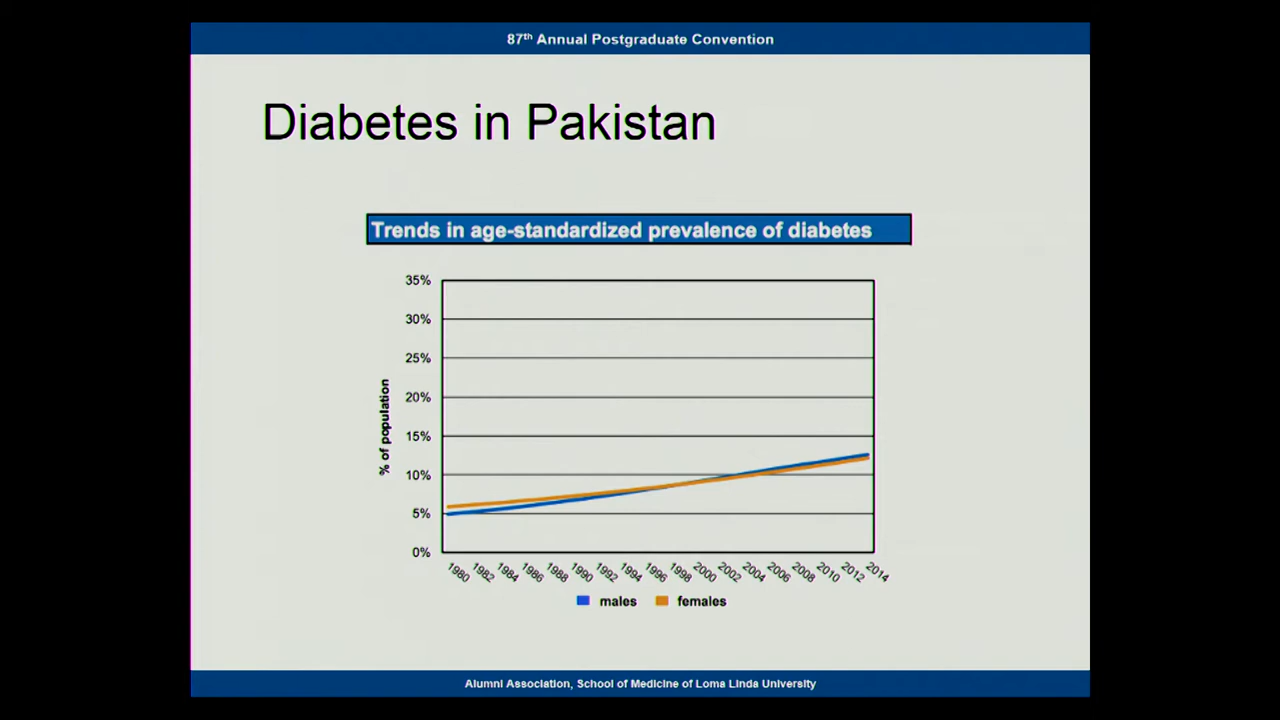 87th Annual Postgraduate Convention
Diabetes in Pakistan
Trends in age-standardized prevalence of diabetes
35%
30%
25%
20%
15%
10%
5%
0%
% of population
1980 1982 1984 1986 1988 1990 1992 1994 1996 1998 2000 2002 2004 2006 2008 2010 2012 2014
males females
Alumni Association, School of Medicine of Loma Linda University